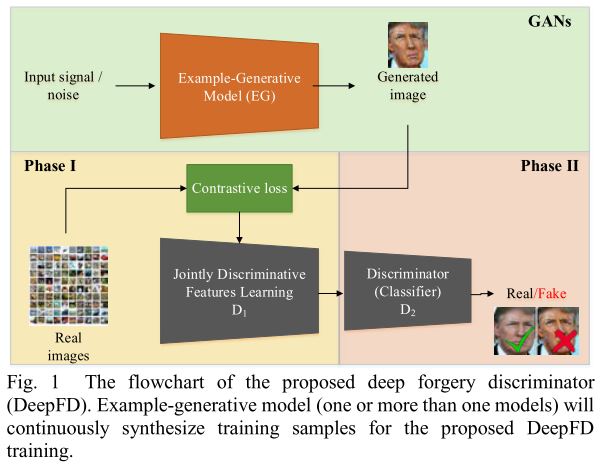 GANs
Input signal /
noise
Example-Generative
Model (EG)
Generated
image
Phase I
Phase II
Contrastive loss
Jointly Discriminative
Features Learning
D₁
Discriminator
(Classifier)
D₂
Real/Fake
Real
images
Fig. 1 The flowchart of the proposed deep forgery discriminator
(DeepFD). Example-generative model (one or more than one models) will
continuously synthesize training samples for the proposed DeepFD
training.